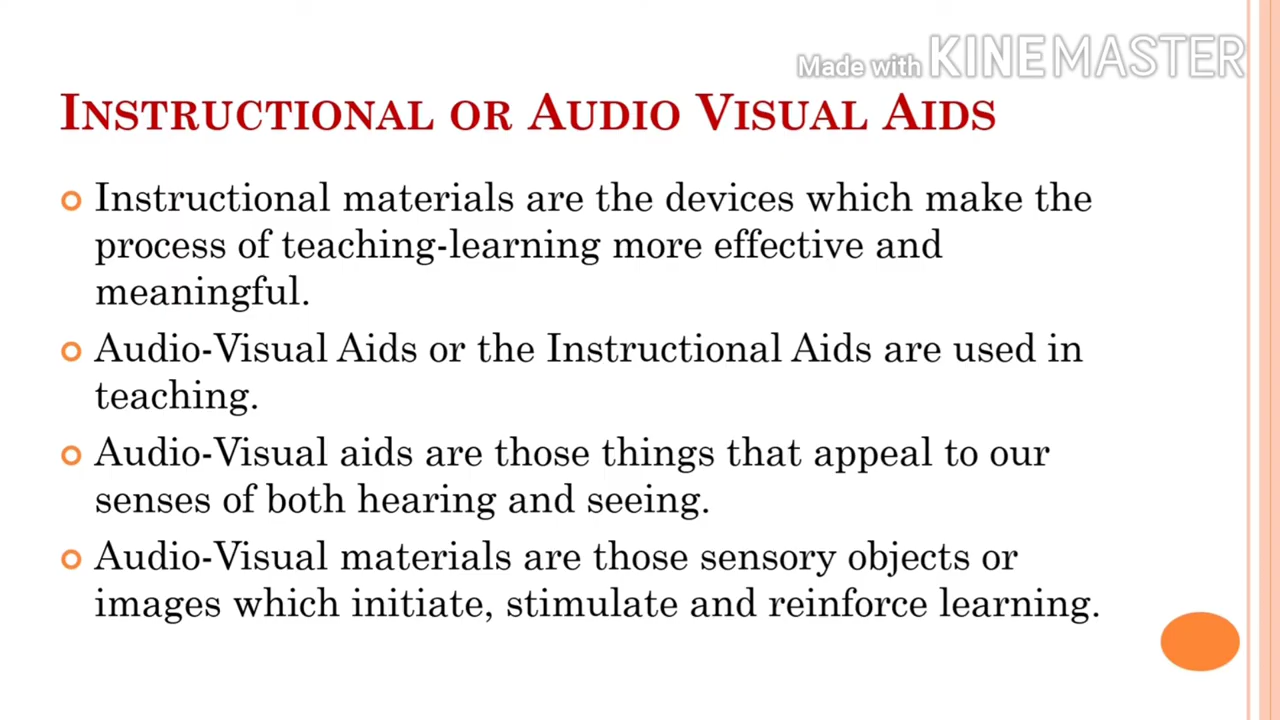 Made with KINEMASTER
INSTRUCTIONAL OR AUDIO VISUAL AIDS
Instructional materials are the devices which make the
process of teaching-learning more effective and
meaningful.
Audio-Visual Aids or the Instructional Aids are used in
teaching.
Audio-Visual aids are those things that appeal to our
senses of both hearing and seeing.
Audio-Visual materials are those sensory objects or
images which initiate, stimulate and reinforce learning.